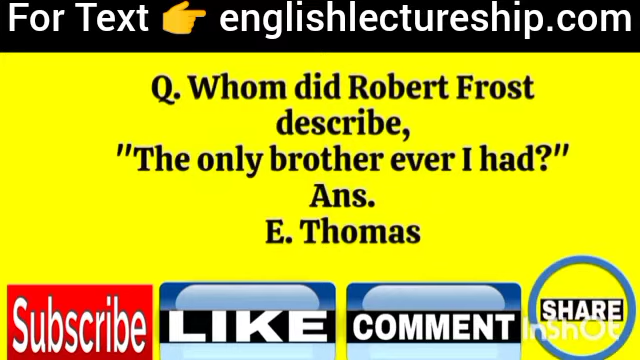 For Text 👉 englishlectureship.com
Q. Whom did Robert Frost
describe,
"The only brother ever I had?"
Ans.
E. Thomas
Subscribe
LIKE
COMMENT
SHARE
InShOt